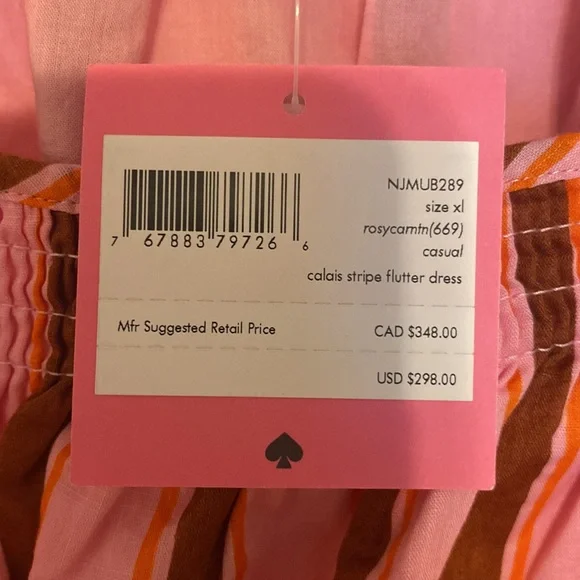 NJMUB289
size xl
rosycarntn(669)
casual
7 67883 79726 6
calais stripe flutter dress
Mfr Suggested Retail Price CAD $348.00
USD $298.00